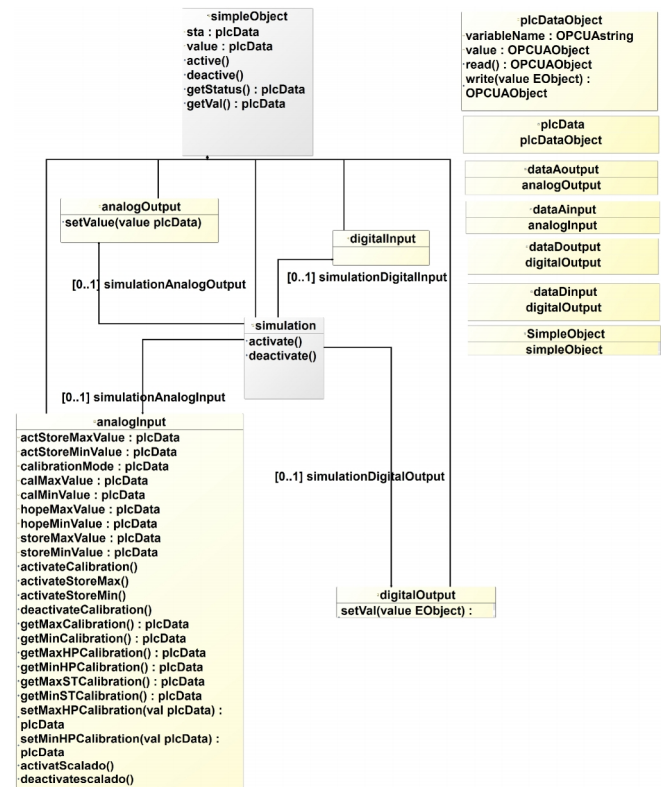 simpleObject
sta : plcData
value : plcData
active()
deactive()
getStatus() : plcData
getVal() : plcData
plcDataObject
variableName : OPCUAstring
value : OPCUAObject
read() : OPCUAObject
write(value EObject) :
OPCUAObject
plcData
plcDataObject
dataAoutput
analogOutput
dataAinput
analogInput
dataDoutput
digitalOutput
dataDinput
digitalOutput
SimpleObject
simpleObject
analogOutput
setValue(value plcData)
digitalInput
[0..1] simulationAnalogOutput
[0..1] simulationDigitalInput
simulation
activate()
deactivate()
[0..1] simulationAnalogInput
analogInput
actStoreMaxValue : plcData
actStoreMinValue : plcData
calibrationMode : plcData
calMaxValue : plcData
calMinValue : plcData
hopeMaxValue : plcData
hopeMinValue : plcData
storeMaxValue : plcData
storeMinValue : plcData
activateCalibration()
activateStoreMax()
activateStoreMin()
deactivateCalibration()
getMaxCalibration() : plcData
getMinCalibration() : plcData
getMaxHPCalibration() : plcData
getMinHPCalibration() : plcData
getMaxSTCalibration() : plcData
getMinSTCalibration() : plcData
setMaxHPCalibration(val plcData) :
plcData
setMinHPCalibration(val plcData) :
plcData
activatScalado()
deactivatescalado()
[0..1] simulationDigitalOutput
digitalOutput
setVal(value EObject) :